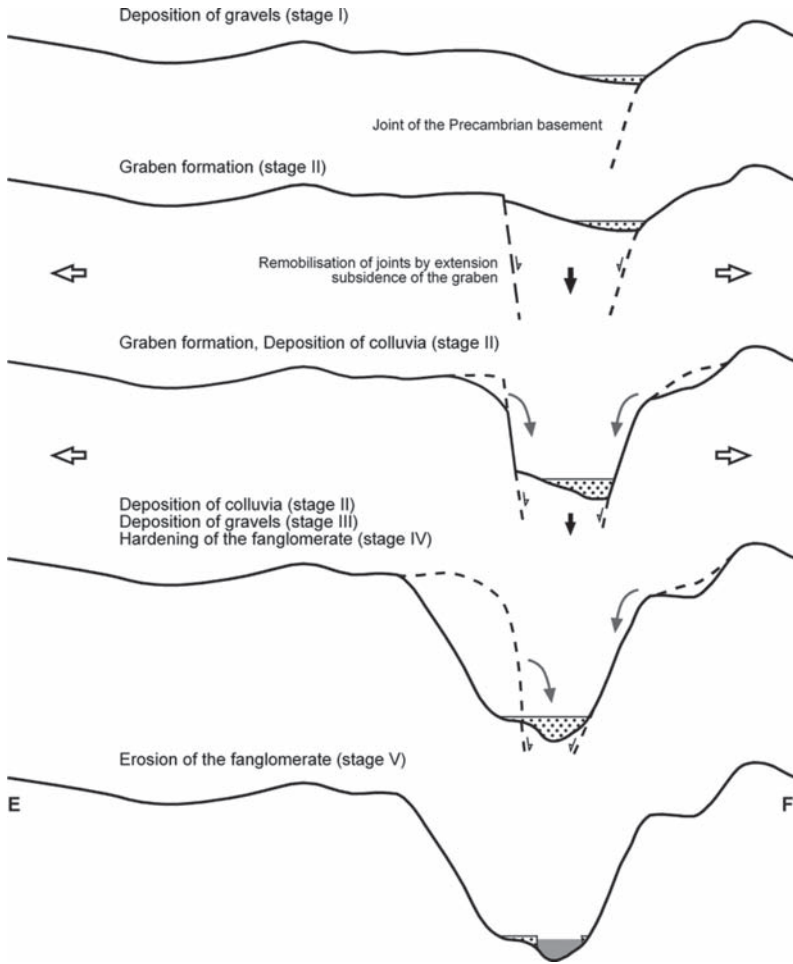 Deposition of gravels (stage I)
Joint of the Precambrian basement
Graben formation (stage II)
Remobilisation of joints by extension
subsidence of the graben
Graben formation, Deposition of colluvia (stage II)
Deposition of colluvia (stage II)
Deposition of gravels (stage III)
Hardening of the fanglomerate (stage IV)
Erosion of the fanglomerate (stage V)
E
F